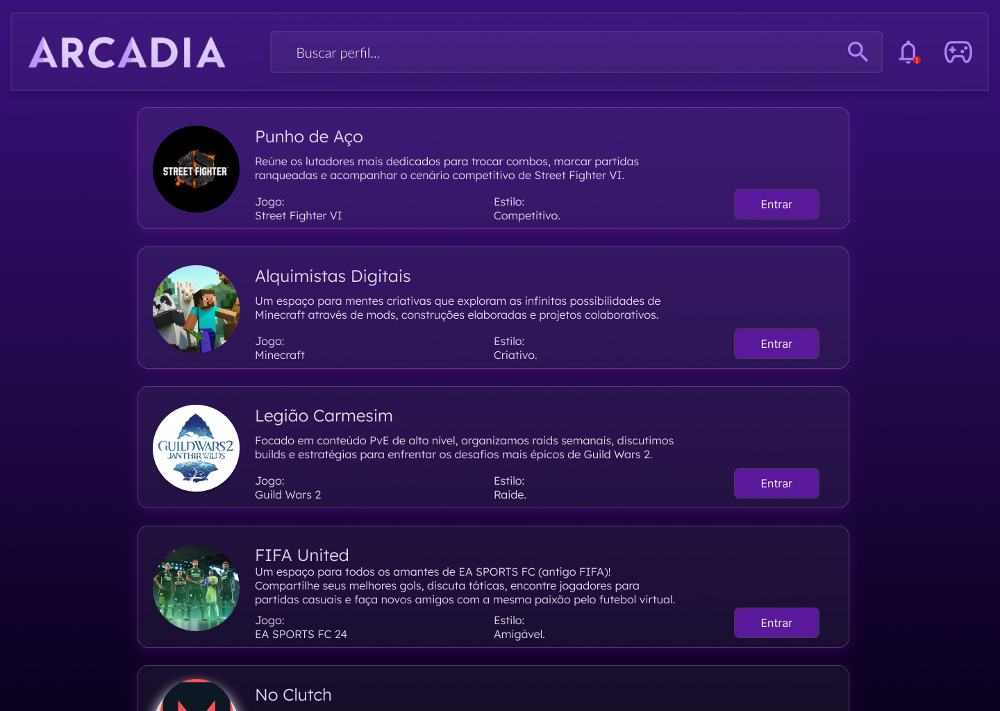 ARCADIA
Buscar perfil...
1
Punho de Aço
STREET FIGHTER
Reúne os lutadores mais dedicados para trocar combos, marcar partidas
ranqueadas e acompanhar o cenário competitivo de Street Fighter VI.
Jogo:
Street Fighter VI
Estilo:
Competitivo.
Entrar
Alquimistas Digitais
Um espaço para mentes criativas que exploram as infinitas possibilidades de
Minecraft através de mods, construções elaboradas e projetos colaborativos.
Jogo:
Minecraft
Estilo:
Criativo.
Entrar
Legião Carmesim
GUILD WARS 2
JANTHIR WILDS
Focado em conteúdo PvE de alto nível, organizamos raids semanais, discutimos
builds e estratégias para enfrentar os desafios mais épicos de Guild Wars 2.
Jogo:
Guild Wars 2
Estilo:
Raide.
Entrar
FIFA United
Um espaço para todos os amantes de EA SPORTS FC (antigo FIFA)!
Compartilhe seus melhores gols, discuta táticas, encontre jogadores para
partidas casuais e faça novos amigos com a mesma paixão pelo futebol virtual.
Jogo:
EA SPORTS FC 24
Estilo:
Amigável.
Entrar
No Clutch